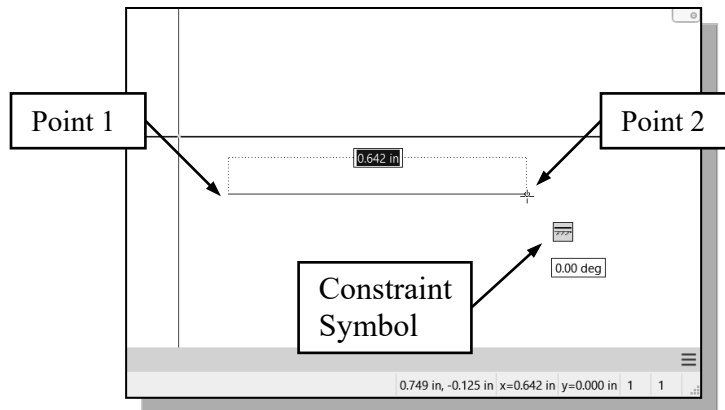 Point 1
Point 2
0.642 in
0.00 deg
Constraint
Symbol
0.749 in, -0.125 in x=0.642 in y=0.000 in 1 1